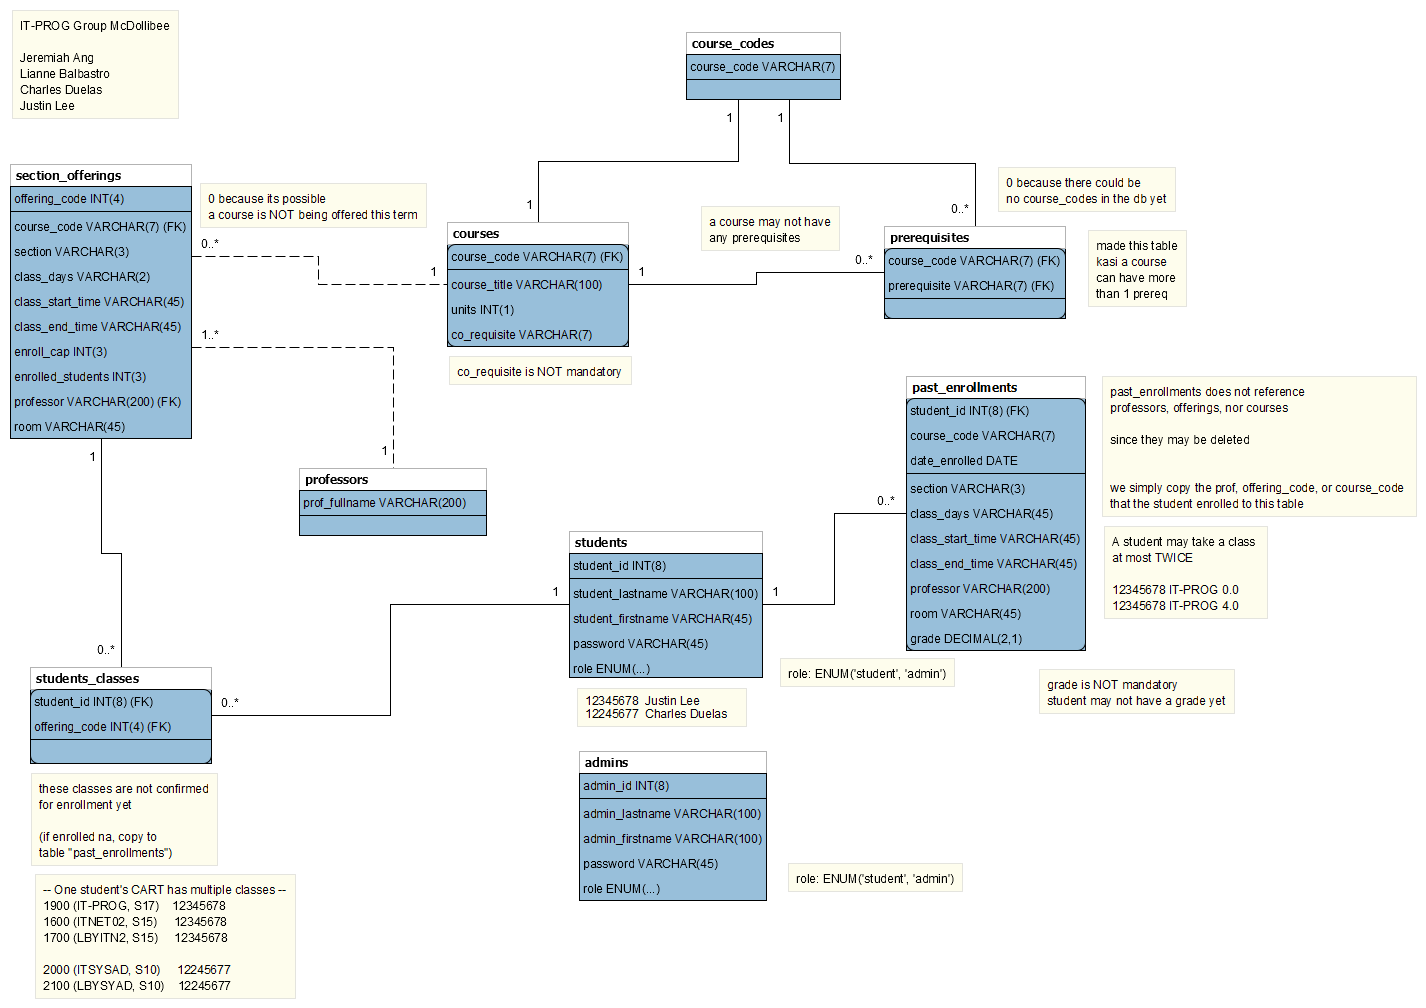 IT-PROG Group McDollibee
Jeremiah Ang
Lianne Balbastro
Charles Duelas
Justin Lee
course_codes
course_code VARCHAR(7)
1
1
section_offerings
offering_code INT(4)
course_code VARCHAR(7) (FK)
section VARCHAR(3)
class_days VARCHAR(2)
class_start_time VARCHAR(45)
class_end_time VARCHAR(45)
enroll_cap INT(3)
enrolled_students INT(3)
professor VARCHAR(200) (FK)
room VARCHAR(45)
0 because its possible
a course is NOT being offered this term
0..*
1
1
courses
course_code VARCHAR(7) (FK)
course_title VARCHAR(100)
units INT(1)
co_requisite VARCHAR(7)
co_requisite is NOT mandatory
a course may not have
any prerequisites
1
0..*
0 because there could be
no course_codes in the db yet
0..*
prerequisites
course_code VARCHAR(7) (FK)
prerequisite VARCHAR(7) (FK)
made this table
kasi a course
can have more
than 1 prereq
1..*
1
professors
prof_fullname VARCHAR(200)
past_enrollments
student_id INT(8) (FK)
course_code VARCHAR(7)
date_enrolled DATE
section VARCHAR(3)
class_days VARCHAR(45)
class_start_time VARCHAR(45)
class_end_time VARCHAR(45)
professor VARCHAR(200)
room VARCHAR(45)
grade DECIMAL(2,1)
past_enrollments does not reference
professors, offerings, nor courses
since they may be deleted
we simply copy the prof, offering_code, or course_code
that the student enrolled to this table
A student may take a class
at most TWICE
12345678 IT-PROG 0.0
12345678 IT-PROG 4.0
grade is NOT mandatory
student may not have a grade yet
0..*
1
1
students
student_id INT(8)
student_lastname VARCHAR(100)
student_firstname VARCHAR(45)
password VARCHAR(45)
role ENUM(...)
role: ENUM('student', 'admin')
12345678 Justin Lee
12245677 Charles Duelas
1
0..*
students_classes
student_id INT(8) (FK)
offering_code INT(4) (FK)
0..*
these classes are not confirmed
for enrollment yet
(if enrolled na, copy to
table "past_enrollments")
-- One student's CART has multiple classes --
1900 (IT-PROG, S17) 12345678
1600 (ITNET02, S15) 12345678
1700 (LBYITN2, S15) 12345678
2000 (ITSYSAD, S10) 12245677
2100 (LBYSYAD, S10) 12245677
admins
admin_id INT(8)
admin_lastname VARCHAR(100)
admin_firstname VARCHAR(100)
password VARCHAR(45)
role ENUM(...)
role: ENUM('student', 'admin')